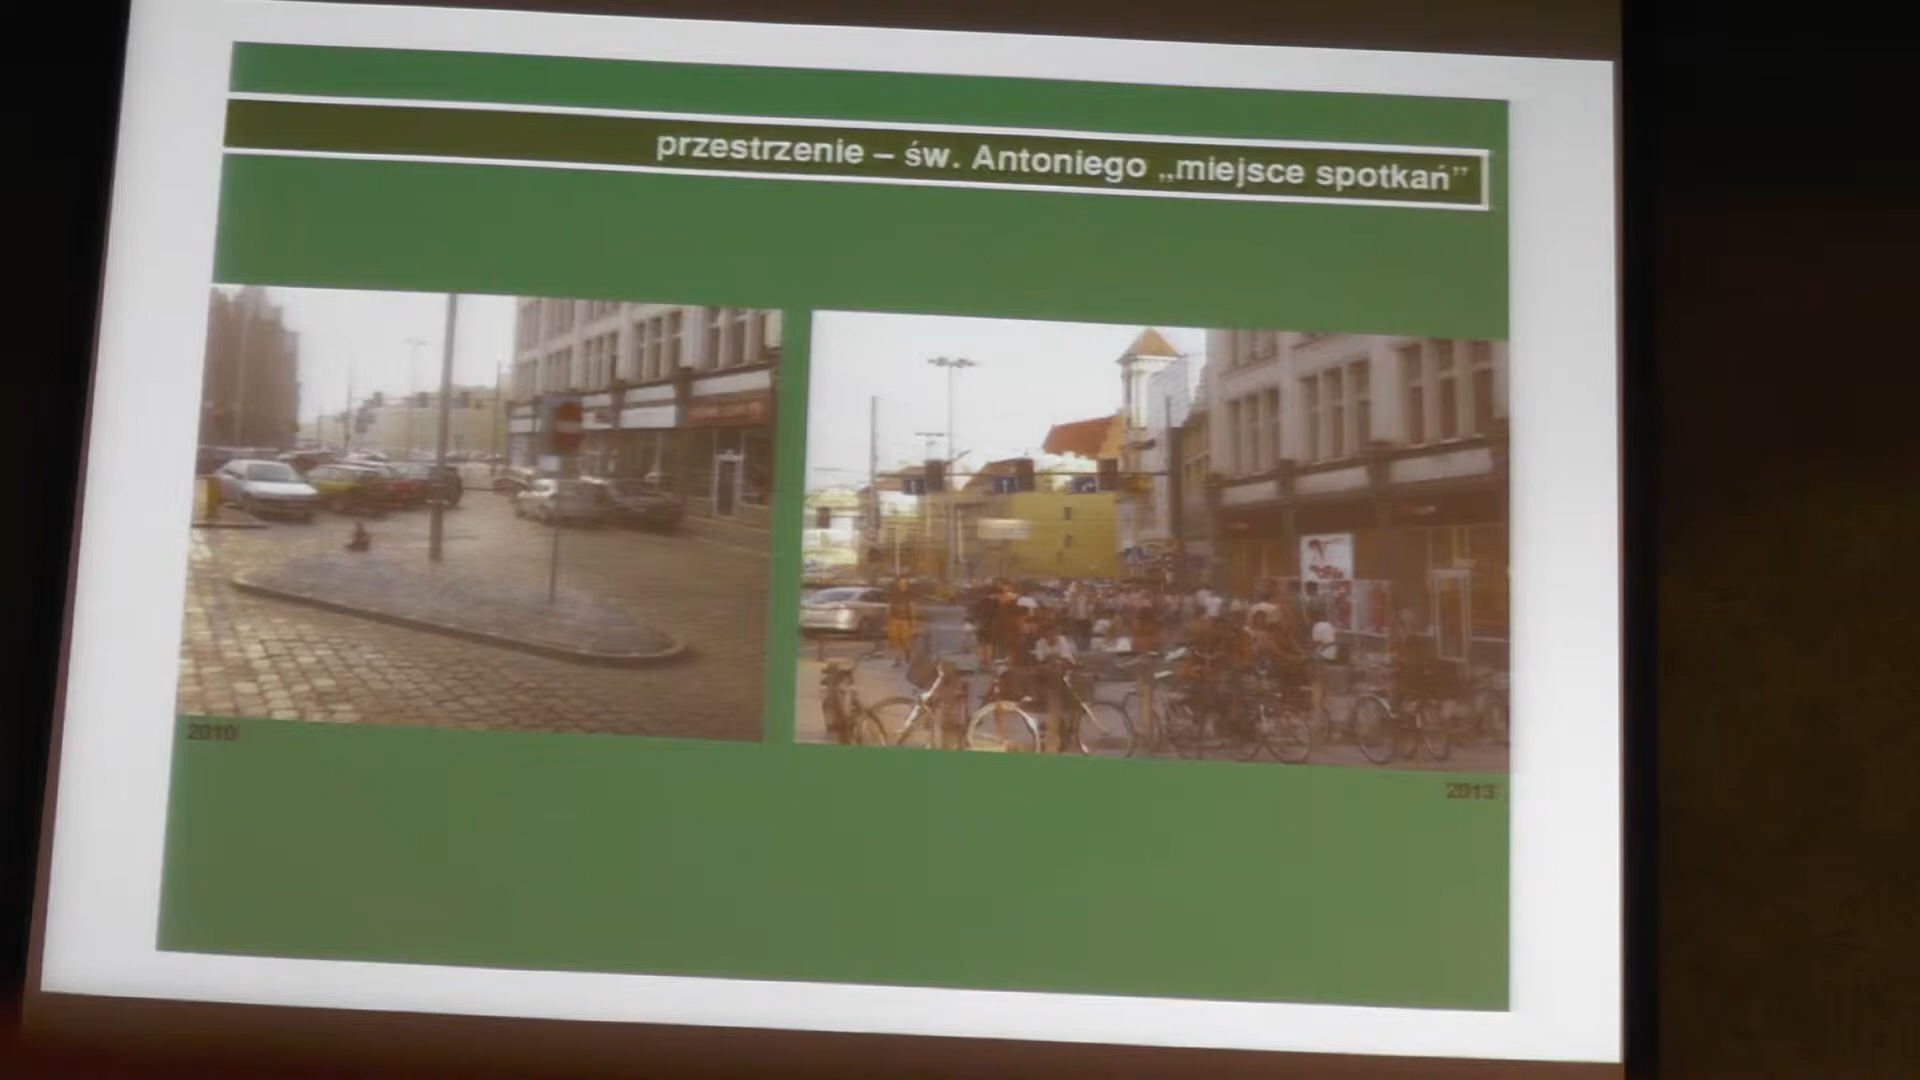 przestrzenie – św. Antoniego „miejsce spotkań”
2010
2013